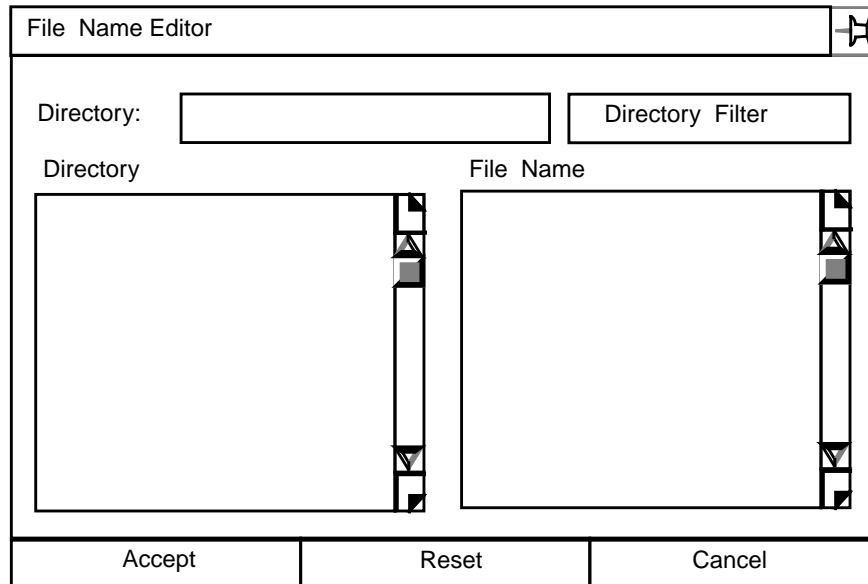 File Name Editor
Directory:
Directory Filter
Directory
File Name
Accept
Reset
Cancel